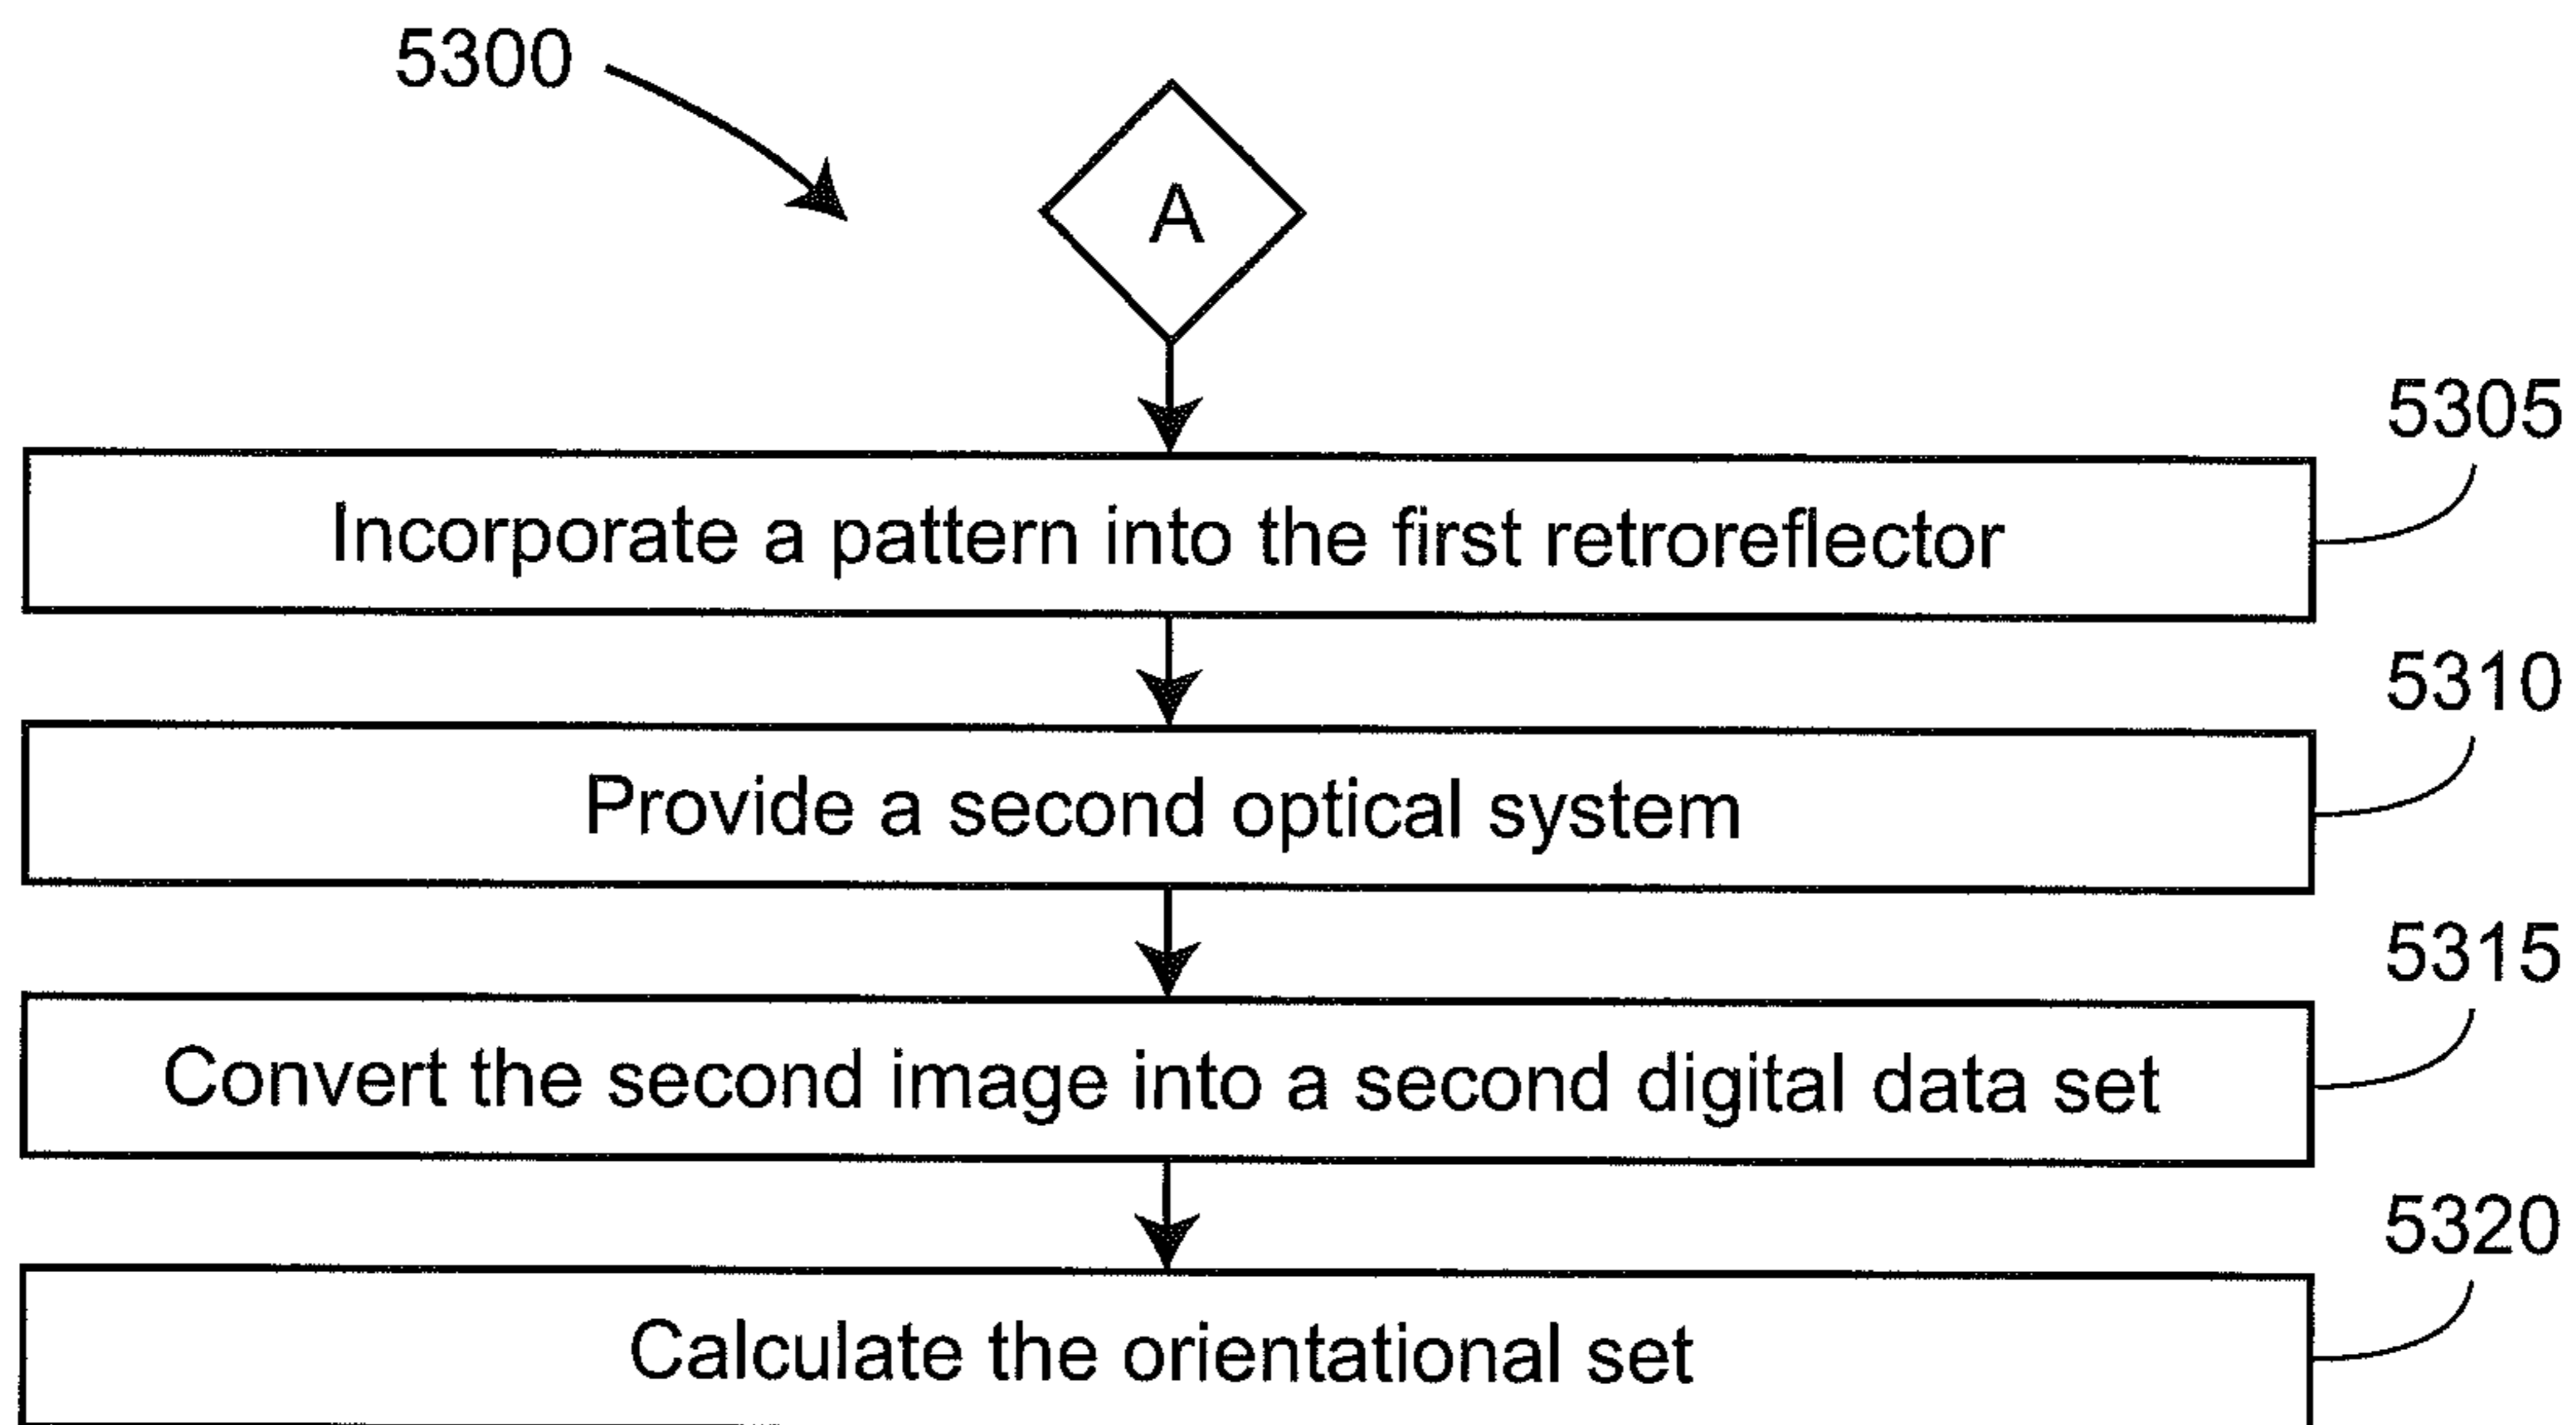 5300
A
5305
Incorporate a pattern into the first retroreflector
5310
Provide a second optical system
5315
Convert the second image into a second digital data set
5320
Calculate the orientational set